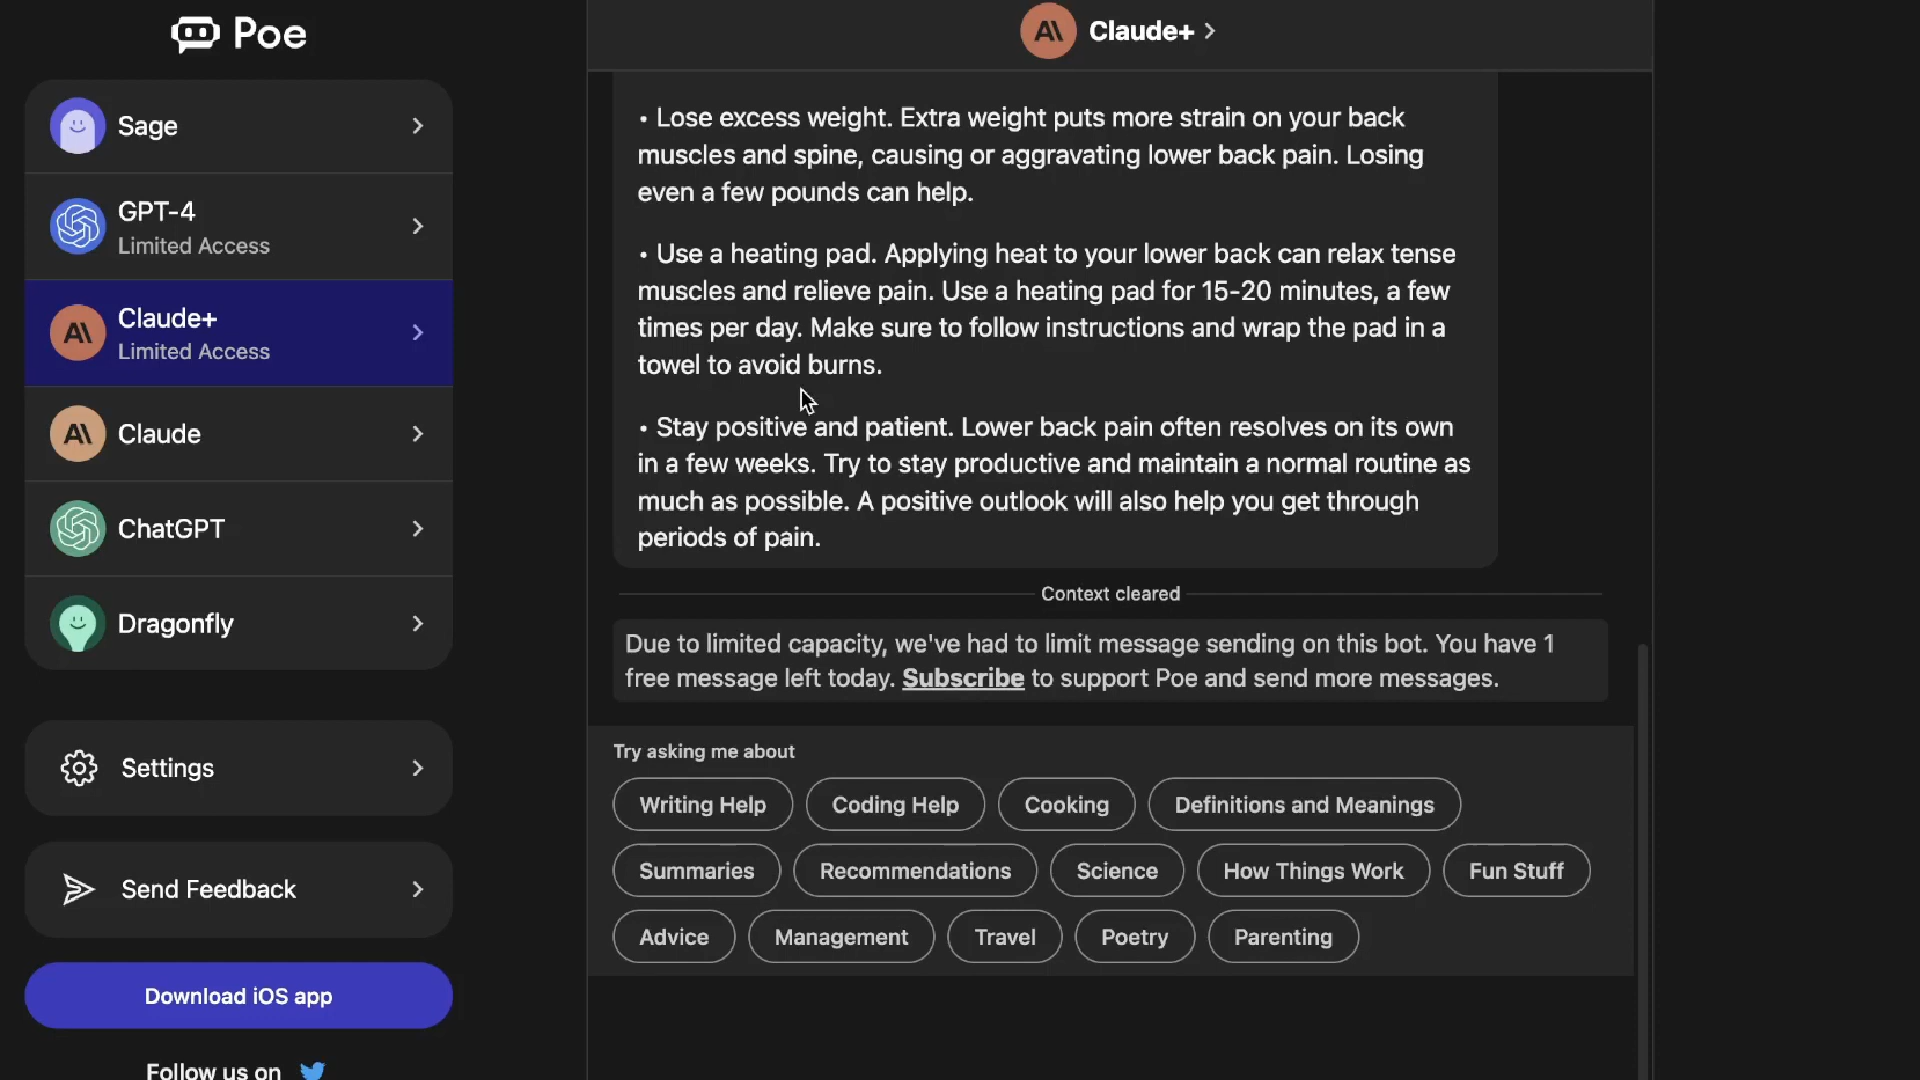 Poe
Sage
GPT-4
Limited Access
Claude+
Limited Access
Claude
ChatGPT
Dragonfly
Settings
Send Feedback
Download iOS app
Follow us on
Claude+
• Lose excess weight. Extra weight puts more strain on your back
muscles and spine, causing or aggravating lower back pain. Losing
even a few pounds can help.
• Use a heating pad. Applying heat to your lower back can relax tense
muscles and relieve pain. Use a heating pad for 15-20 minutes, a few
times per day. Make sure to follow instructions and wrap the pad in a
towel to avoid burns.
• Stay positive and patient. Lower back pain often resolves on its own
in a few weeks. Try to stay productive and maintain a normal routine as
much as possible. A positive outlook will also help you get through
periods of pain.
Context cleared
Due to limited capacity, we've had to limit message sending on this bot. You have 1
free message left today. Subscribe to support Poe and send more messages.
Try asking me about
Writing Help Coding Help Cooking Definitions and Meanings
Summaries Recommendations Science How Things Work Fun Stuff
Advice Management Travel Poetry Parenting